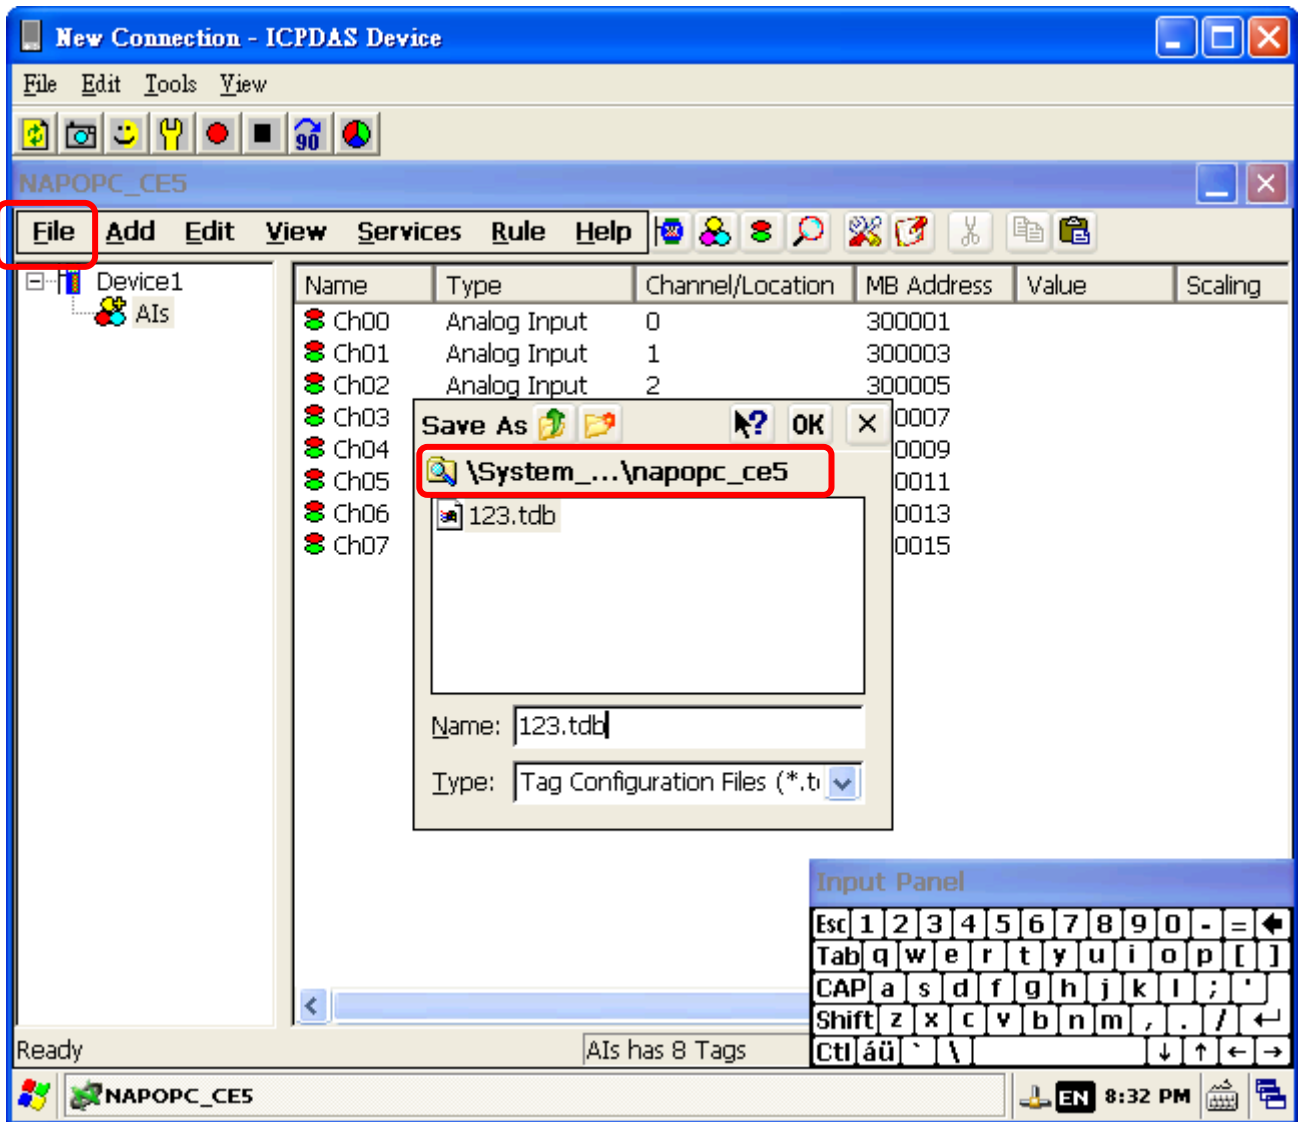 New Connection - ICPDAS Device
File Edit Tools View
90
NAPOPC_CE5
File Add Edit View Services Rule Help
Device1
AIs
Name Type Channel/Location MB Address Value Scaling
Ch00 Analog Input 0 300001
Ch01 Analog Input 1 300003
Ch02 Analog Input 2 300005
Ch03 0007
Ch04 0009
Ch05 0011
Ch06 0013
Ch07 0015
Save As ? OK ×
\System_...\napopc_ce5
123.tdb
Name: 123.tdb
Type: Tag Configuration Files (*.t
Input Panel
Esc 1 2 3 4 5 6 7 8 9 0 - =
Tab q w e r t y u i o p [ ]
CAP a s d f g h j k l ; '
Shift z x c v b n m , . /
Ctl áü ` \ ↓ ↑ ← →
Ready AIs has 8 Tags
NAPOPC_CE5 EN 8:32 PM